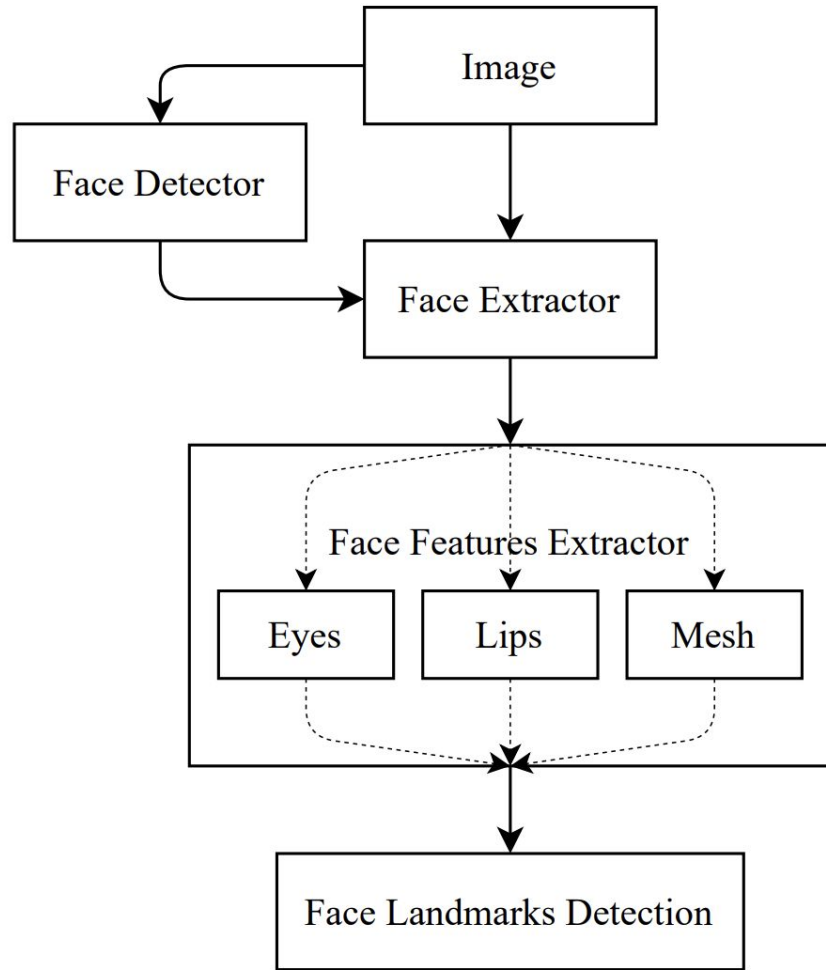 Image
Face Detector
Face Extractor
Face Features Extractor
Eyes
Lips
Mesh
Face Landmarks Detection